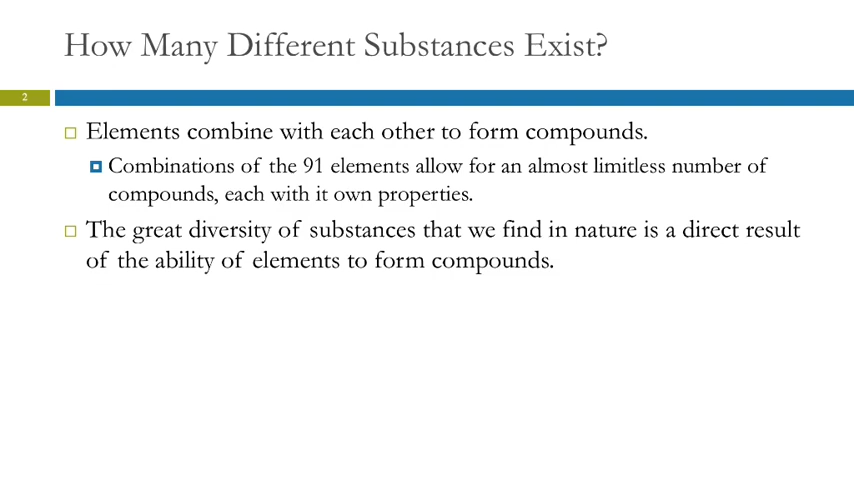 How Many Different Substances Exist?
2
Elements combine with each other to form compounds.
Combinations of the 91 elements allow for an almost limitless number of
compounds, each with it own properties.
The great diversity of substances that we find in nature is a direct result
of the ability of elements to form compounds.